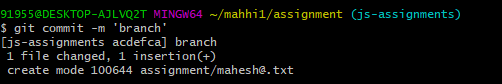 91955@DESKTOP-AJLVQ2T MINGW64 ~/mahhi1/assignment (js-assignments)
$ git commit -m 'branch'
[js-assignments acdefca] branch
 1 file changed, 1 insertion(+)
 create mode 100644 assignment/mahesh@.txt